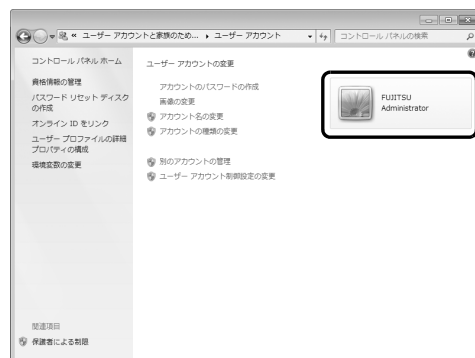 « ユーザー アカウントと家族のため... ▸ ユーザー アカウント
コントロール パネルの検索
コントロール パネル ホーム
資格情報の管理
パスワード リセット ディスク
の作成
オンライン ID をリンク
ユーザー プロファイルの詳細
プロパティの構成
環境変数の変更
関連項目
保護者による制限
ユーザー アカウントの変更
アカウントのパスワードの作成
画像の変更
アカウント名の変更
アカウントの種類の変更
別のアカウントの管理
ユーザー アカウント制御設定の変更
FUJITSU
Administrator